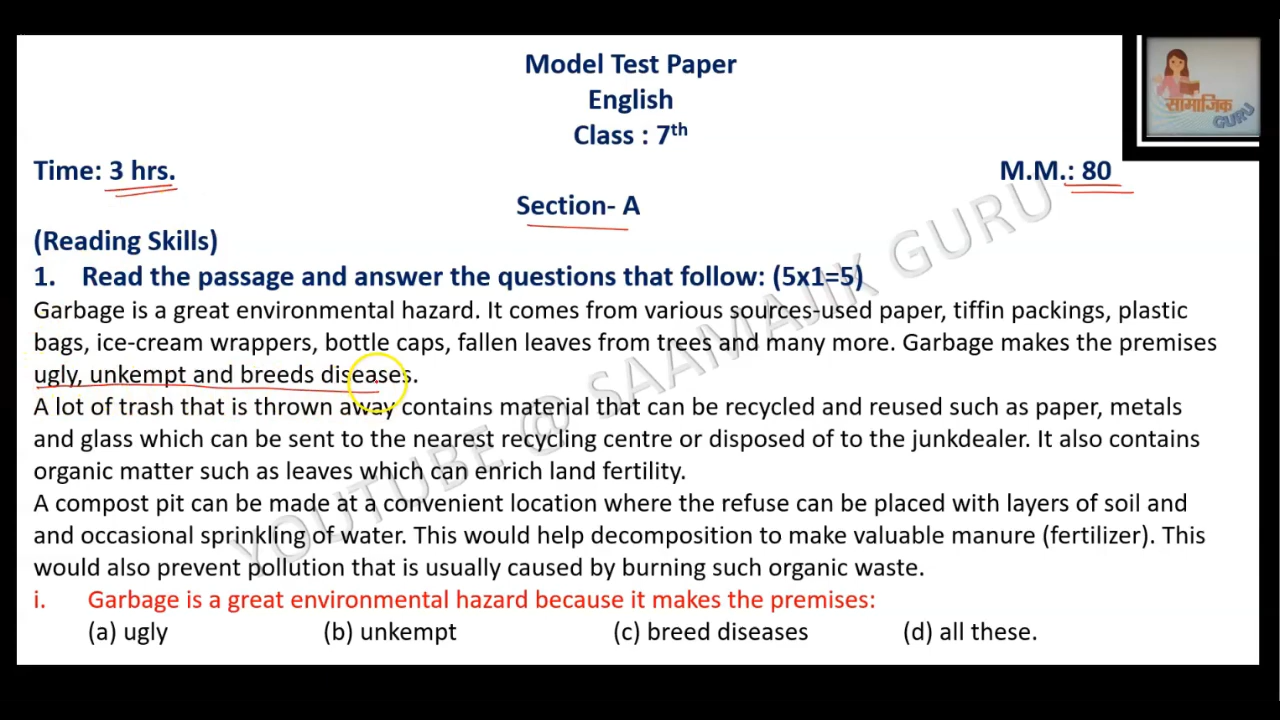 Model Test Paper
English
Class : 7th
Time: 3 hrs.
M.M.: 80
Section- A
(Reading Skills)
1. Read the passage and answer the questions that follow: (5x1=5)
Garbage is a great environmental hazard. It comes from various sources-used paper, tiffin packings, plastic
bags, ice-cream wrappers, bottle caps, fallen leaves from trees and many more. Garbage makes the premises
ugly, unkempt and breeds diseases.
A lot of trash that is thrown away contains material that can be recycled and reused such as paper, metals
and glass which can be sent to the nearest recycling centre or disposed of to the junkdealer. It also contains
organic matter such as leaves which can enrich land fertility.
A compost pit can be made at a convenient location where the refuse can be placed with layers of soil and
and occasional sprinkling of water. This would help decomposition to make valuable manure (fertilizer). This
would also prevent pollution that is usually caused by burning such organic waste.
i. Garbage is a great environmental hazard because it makes the premises:
(a) ugly (b) unkempt (c) breed diseases (d) all these.
YOUTUBE @ SAAMAJIK GURU
सामाजिक
GURU